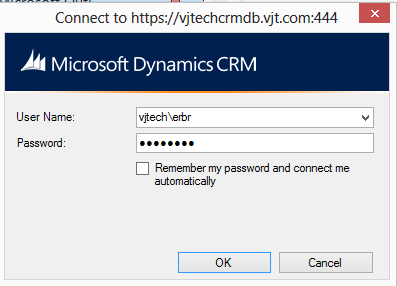 Connect to https://vjtechcrmdb.vjt.com:444
Microsoft Dynamics CRM
User Name:
vjtech\erbr
Password:
●●●●●●●●
Remember my password and connect me
automatically
OK
Cancel